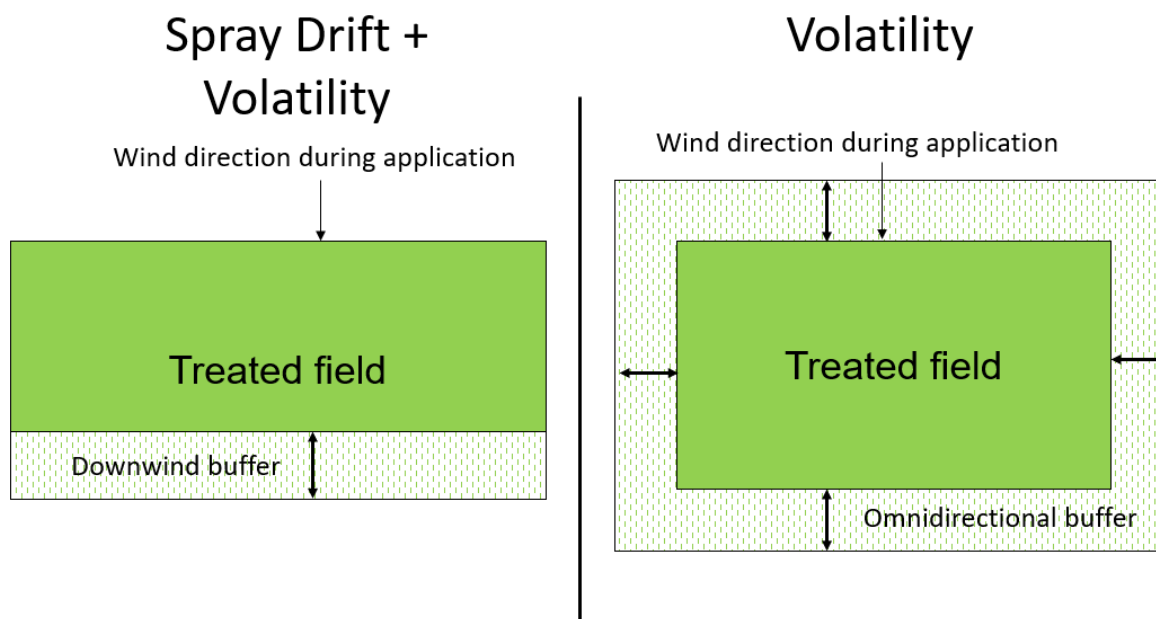 Spray Drift +
Volatility
Wind direction during application
Treated field
Downwind buffer
Volatility
Wind direction during application
Treated field
Omnidirectional buffer